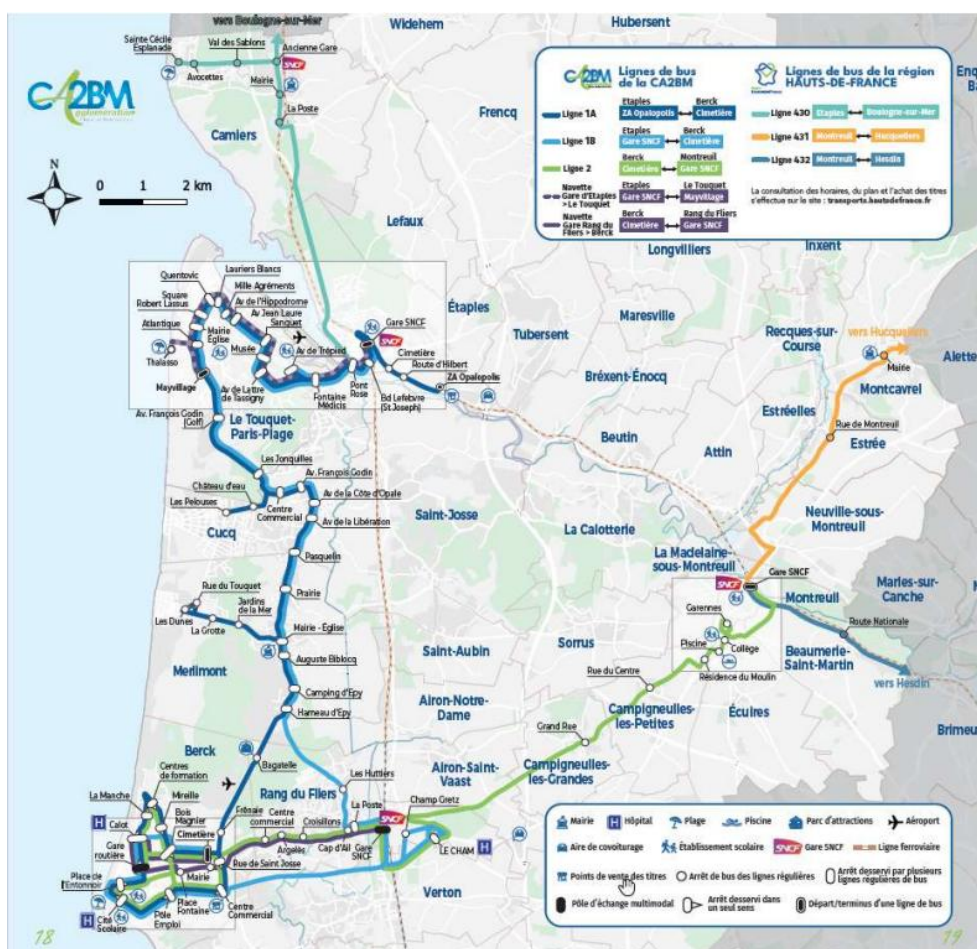 vers Boulogne-sur-Mer
Widehem
Hubersent
Sainte Cécile
Esplanade
Val des Sablons
Ancienne Gare
SNCF
Avocettes
Mairie
La Poste
Camiers
Frencq
Lefaux
CA2BM
N
0 1 2 km
CA2BM
Lignes de bus
de la CA2BM
Ligne 1A
Etaples
ZA Opalopolis
Berck
Cimetière
Ligne 1B
Etaples
Gare SNCF
Berck
Cimetière
Ligne 2
Berck
Cimetière
Montreuil
Gare SNCF
Navette
Gare d'Etaples
> Le Touquet
Etaples
Gare SNCF
Le Touquet
Mayvillage
Navette
Gare Rang du
Fliers > Berck
Berck
Cimetière
Rang du Fliers
Gare SNCF
Lignes de bus de la région
HAUTS-DE-FRANCE
Ligne 430
Etaples
Boulogne-sur-Mer
Ligne 431
Montreuil
Hucqueliers
Ligne 432
Montreuil
Hesdin
La consultation des horaires, du plan et l'achat des titres
s'effectue sur le site : transports.hautsdefrance.fr
Longvilliers
Inxent
Maresville
Étaples
Tubersent
Recques-sur-
Course
vers Hucqueliers
Mairie
Alette
Montcavrel
Bréxent-Énocq
Estréelles
Rue de Montreuil
Estrée
Beutin
Attin
Neuville-sous-
Montreuil
Quentovic
Lauriers Blancs
Mille Agréments
Square
Robert Lassus
Av de l'Hippodrome
Av Jean Laure
Sanguet
Atlantique
Mairie
Église
Musée
Av de Trépied
Gare SNCF
SNCF
Cimetière
Route d'Hilbert
ZA Opalopolis
Thalasso
Mayvillage
Av de Lattre
de Tassigny
Fontaine
Médicis
Pont
Rose
Bd Lefebvre
(St Joseph)
Av. François Godin
(Golf)
Le Touquet-
Paris-Plage
Les Jonquilles
Château d'eau
Av. François Godin
Les Pelouses
Centre
Commercial
Av de la Côte d'Opale
Av de la Libération
Cucq
Saint-Josse
La Calotterie
La Madelaine-
sous-Montreuil
SNCF
Gare SNCF
Montreuil
Marles-sur-
Canche
Pasquelin
Rue du Touquet
Prairie
Jardins
de la Mer
Les Dunes
La Grotte
Mairie - Église
Garennes
Route Nationale
Collège
Piscine
Beaumerie-
Saint-Martin
Merlimont
Auguste Biblocq
Saint-Aubin
Sorrus
Rue du Centre
Résidence du Moulin
vers Hesdin
Camping d'Epy
Hameau d'Epy
Airon-Notre-
Dame
Campigneulles-
les-Petites
Écuires
Grand Rue
Brimeu
Berck
Bagatelle
Airon-Saint-
Vaast
Campigneulles-
les-Grandes
Centres
de formation
La Manche
Mireille
Rang du Fliers
Les Huttiers
Bois
Magnier
Calot
Cimetière
Frénaie
Centre
commercial
Croisillons
La Poste
SNCF
Champ Gretz
Gare
routière
Argelès
Cap d'Ail
Gare
SNCF
LE CHAM
Mairie
Rue de Saint Josse
Place de
l'Entonnoir
Cité
Scolaire
Pôle
Emploi
Place
Fontaine
Centre
Commercial
Verton
Mairie
Hôpital
Plage
Piscine
Parc d'attractions
Aéroport
Aire de covoiturage
Établissement scolaire
SNCF
Gare SNCF
Ligne ferroviaire
Points de vente des titres
Arrêt de bus des lignes régulières
Arrêt desservi par plusieurs
lignes régulières de bus
Pôle d'échange multimodal
Arrêt desservi dans
un seul sens
Départ/terminus d'une ligne de bus
18
19